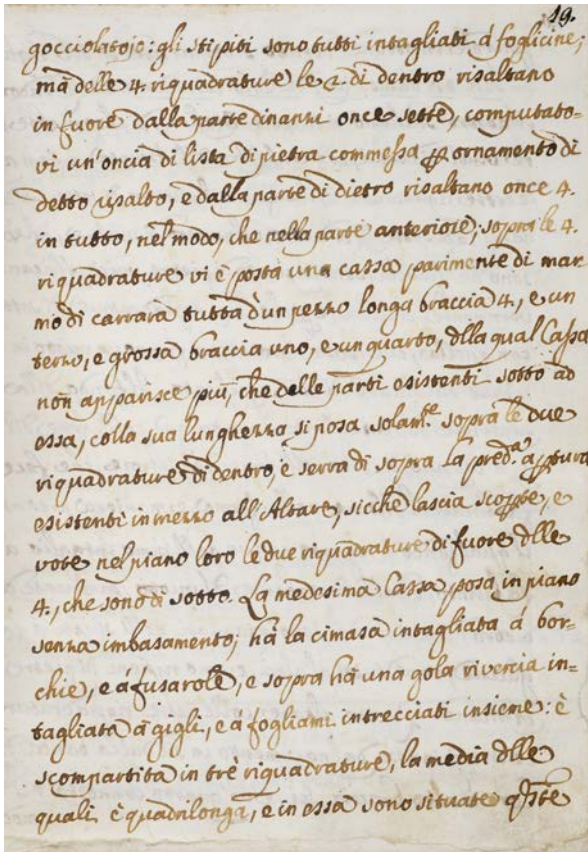 19.
gocciolatojo: gli stipiti sono tutti intagliati á foglicine;
mà delle 4 riquadrature le 2. di dentro risaltano
in fuore dalla parte dinanzi once sette, computato-
vi un'oncia di lista di pietra commessa ꝑ ornamento di
detto risalto, e dalla parte di dietro risaltano once 4.
in tutto, nel modo, che nella parte anteriore; sopra le 4.
riquadrature vi è posta una cassa parimente di mar
mo di carrara tutta d'un pezzo longa braccia 4., e un
terzo, e grossa braccia uno, e un quarto, dlla qual Cassa
non apparisce più, che delle parti esistenti sotto ad
essa, colla sua lunghezza si posa, solam.te sopra le due
riquadrature di dentro, e serra di sopra la pred.a aꝑtura
esistente in mezzo all'Altare, sicche lascia scoꝑte, e
vote nel piano loro le due riquadrature di fuore dlle
4., che sono di sotto. La medesima Cassa posa in piano
senza imbasamento; hà la cimasa intagliata á bor-
chie, e á fusarole, e sopra hà una gola rivercia in=
tagliata à gigli, e á fogliami intrecciati insieme: è
scompartita in trè riquadrature, la media dlle
quali è quadrilonga, e in essa sono situate qste